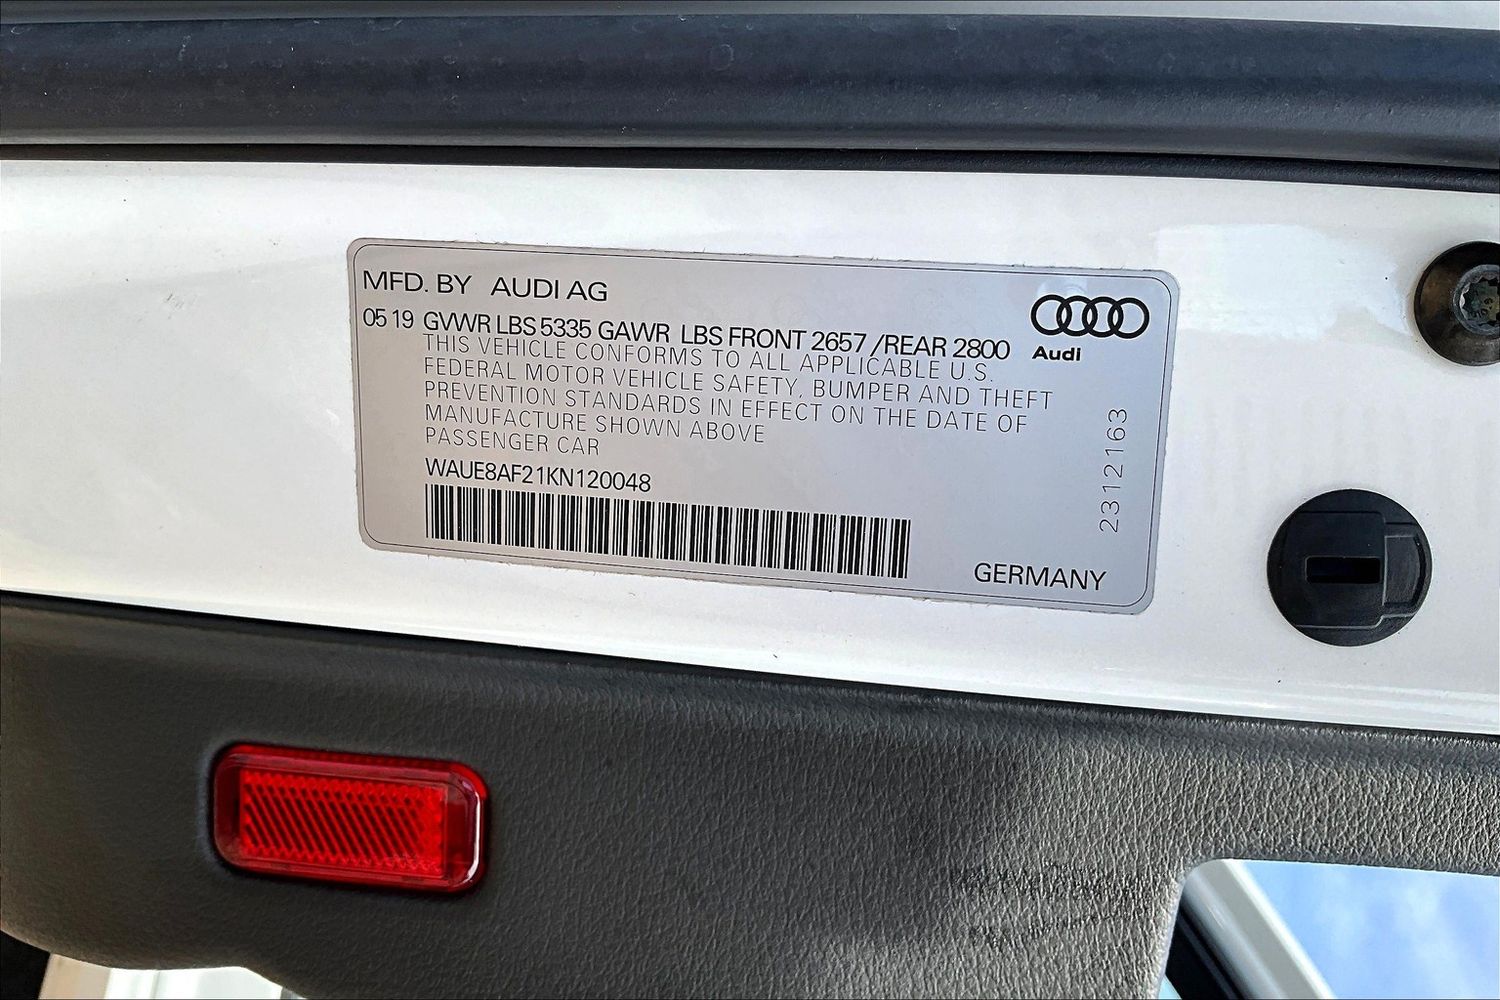 MFD. BY AUDI AG
05 19 GVWR LBS 5335 GAWR LBS FRONT 2657 /REAR 2800
THIS VEHICLE CONFORMS TO ALL APPLICABLE U.S.
FEDERAL MOTOR VEHICLE SAFETY, BUMPER AND THEFT
PREVENTION STANDARDS IN EFFECT ON THE DATE OF
MANUFACTURE SHOWN ABOVE
PASSENGER CAR
WAUE8AF21KN120048
Audi
2312163
GERMANY